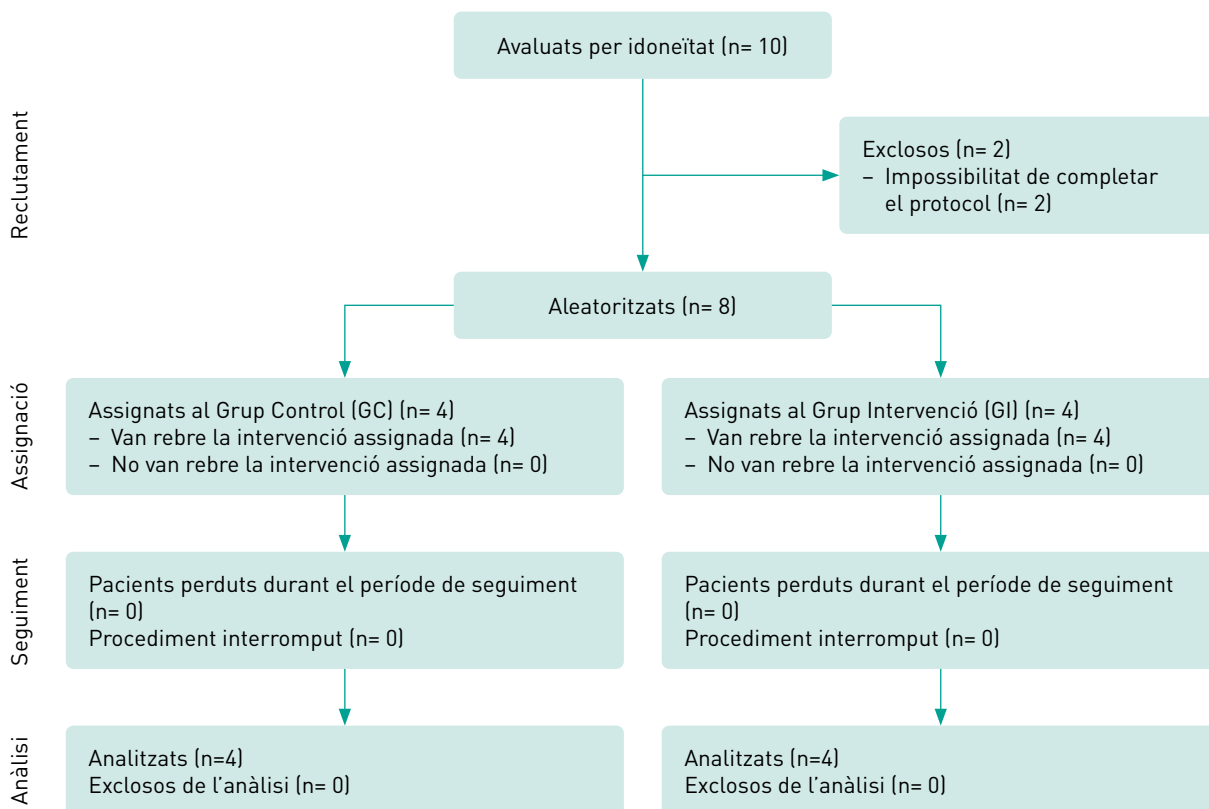 Avaluats per idoneïtat (n= 10)
Reclutament
Exclosos (n= 2)
– Impossibilitat de completar
el protocol (n= 2)
Aleatoritzats (n= 8)
Assignació
Assignats al Grup Control (GC) (n= 4)
– Van rebre la intervenció assignada (n= 4)
– No van rebre la intervenció assignada (n= 0)
Assignats al Grup Intervenció (GI) (n= 4)
– Van rebre la intervenció assignada (n= 4)
– No van rebre la intervenció assignada (n= 0)
Seguiment
Pacients perduts durant el període de seguiment
(n= 0)
Procediment interromput (n= 0)
Pacients perduts durant el període de seguiment
(n= 0)
Procediment interromput (n= 0)
Anàlisi
Analitzats (n=4)
Exclosos de l’anàlisi (n= 0)
Analitzats (n=4)
Exclosos de l’anàlisi (n= 0)